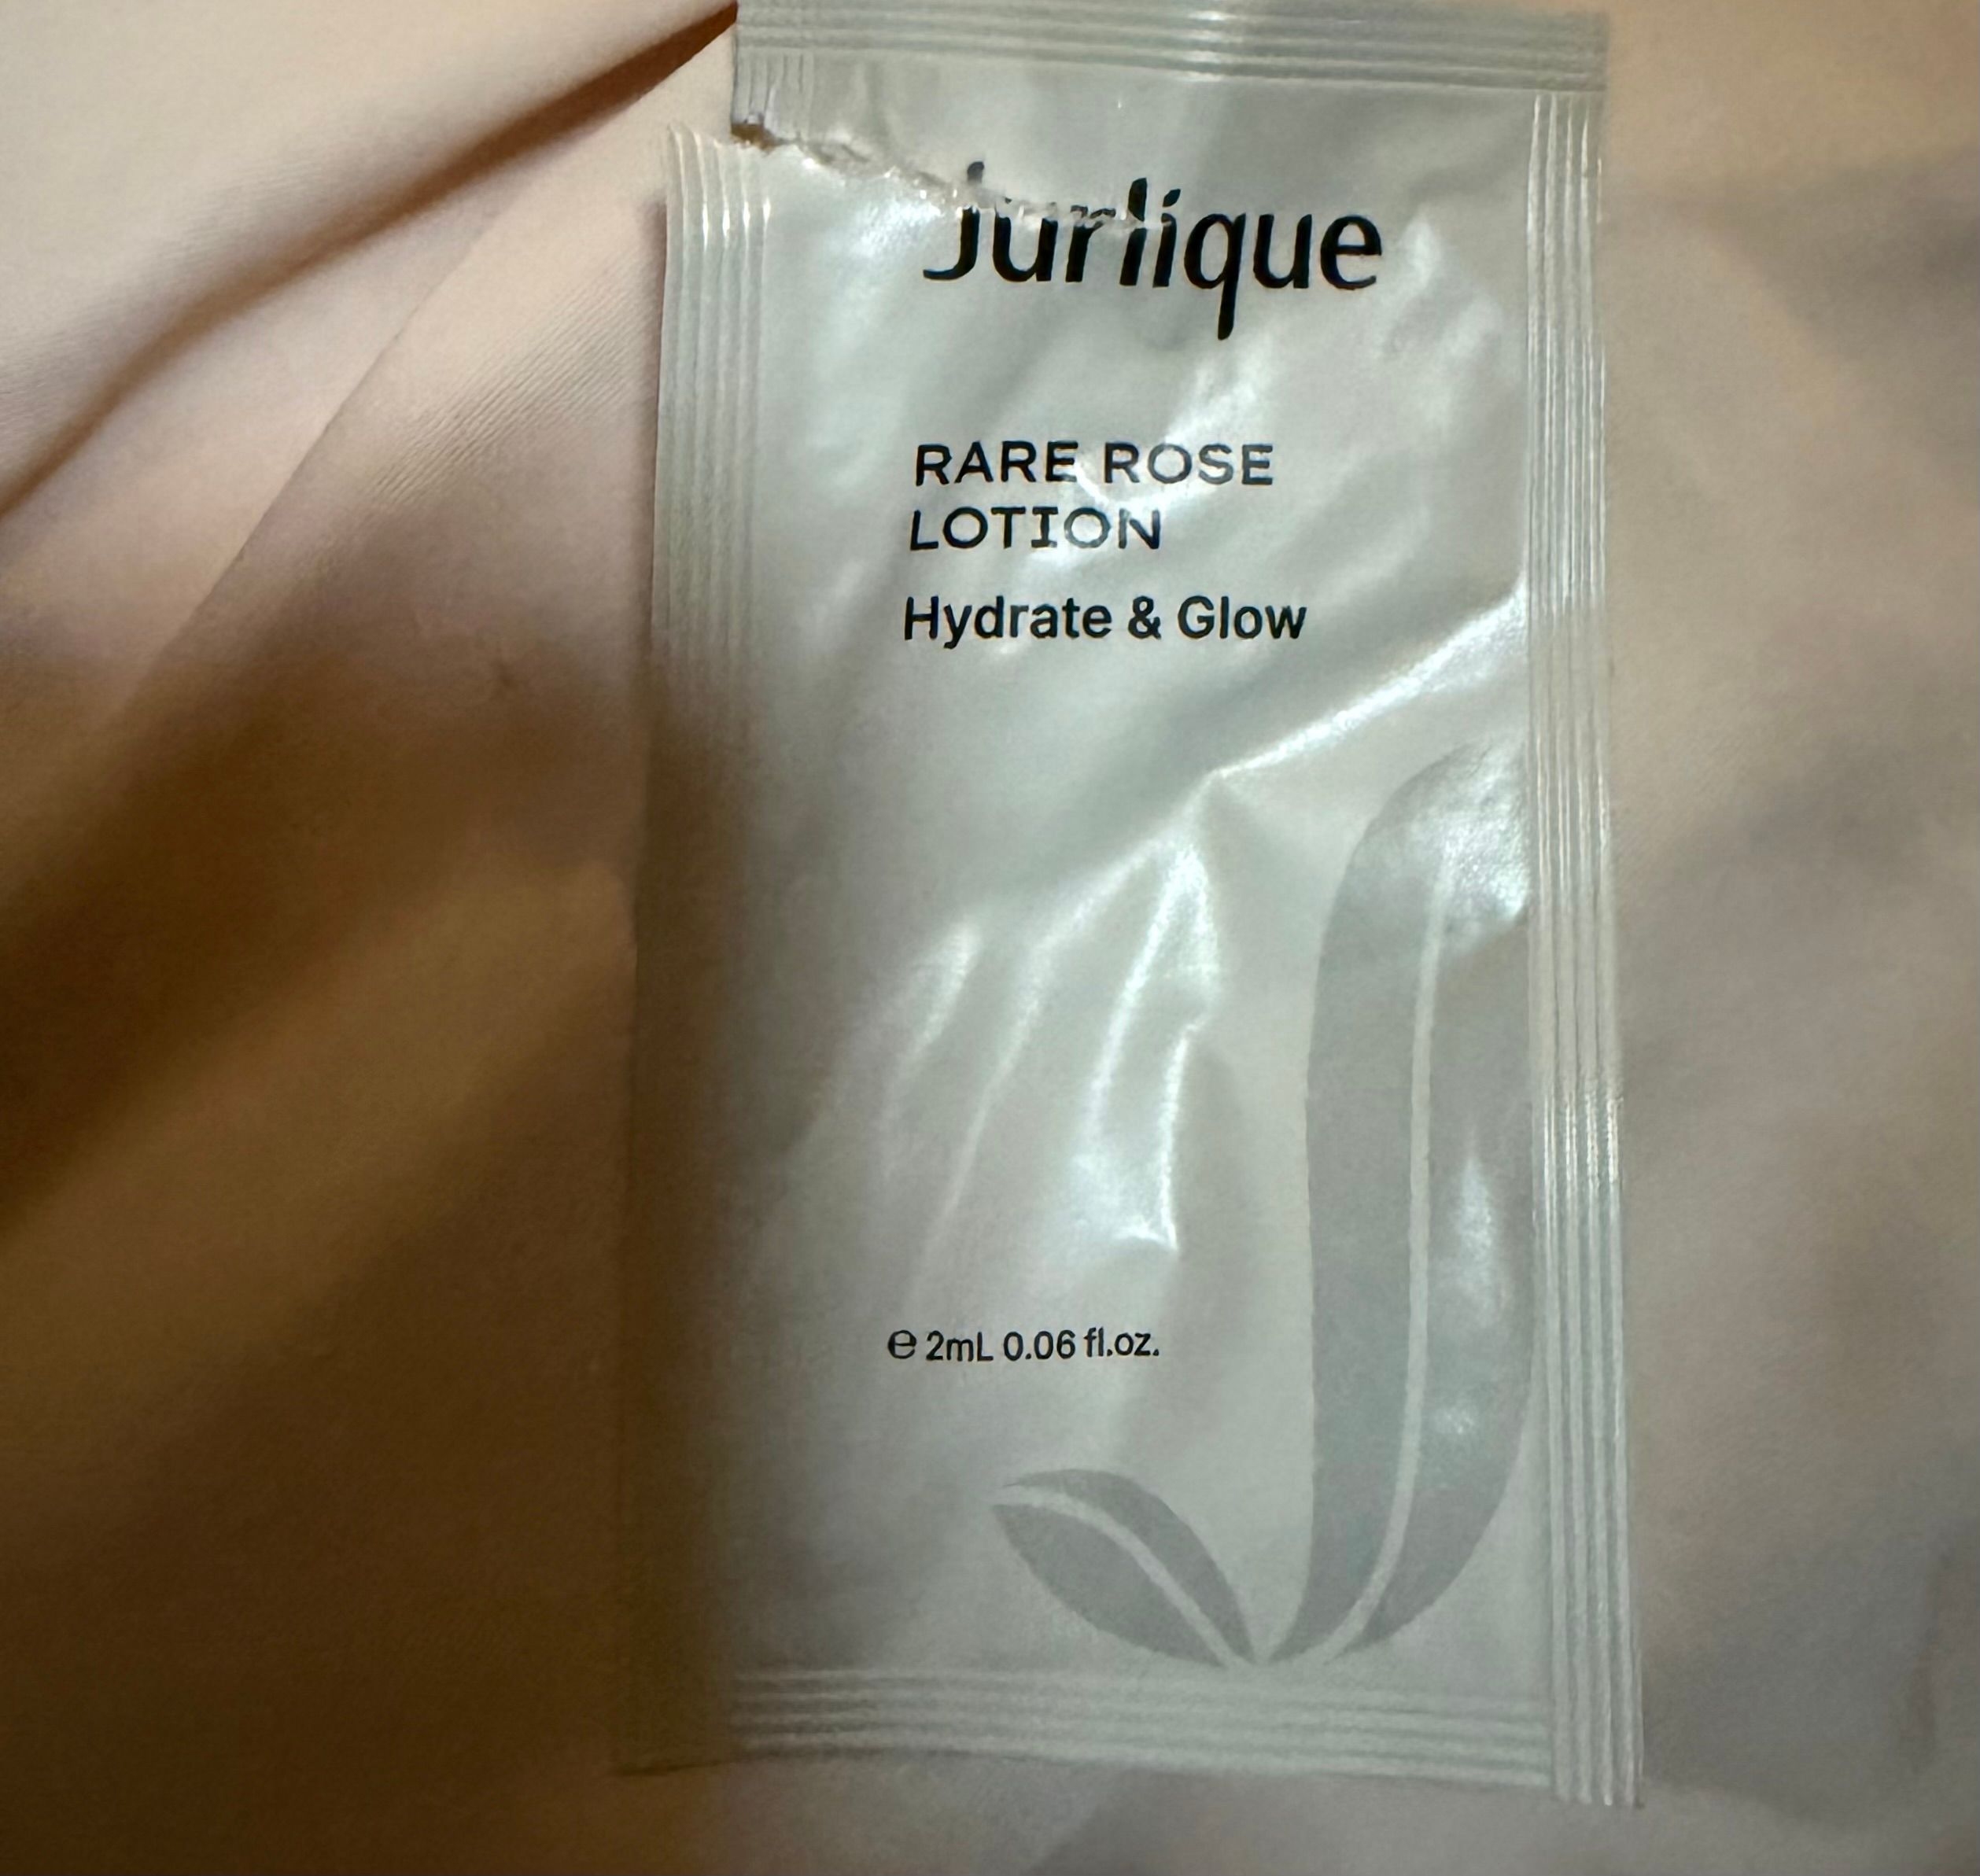 Jurlique
RARE ROSE
LOTION
Hydrate & Glow
℮ 2mL 0.06 fl.oz.